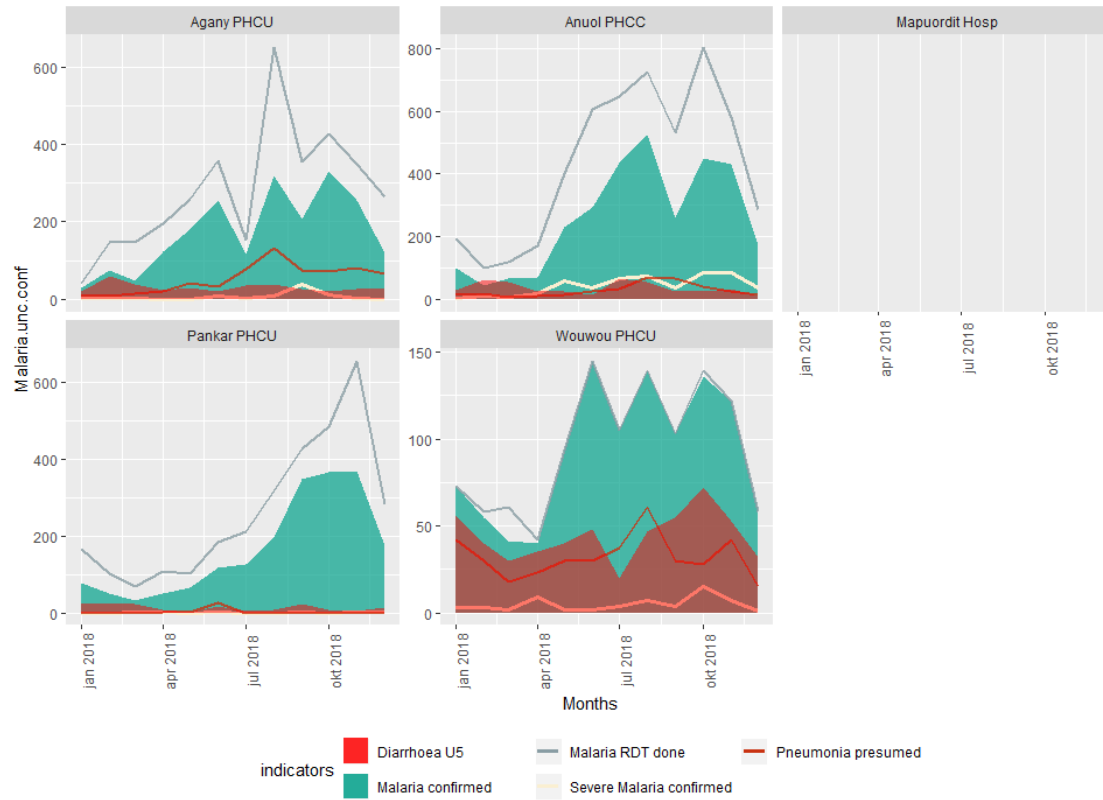 Agany PHCU
Anuol PHCC
Mapuordit Hosp
600
400
200
0
800
600
400
200
0
jan 2018
apr 2018
jul 2018
okt 2018
Malaria.unc.conf
Pankar PHCU
Wouwou PHCU
600
400
200
0
150
100
50
0
jan 2018
apr 2018
jul 2018
okt 2018
jan 2018
apr 2018
jul 2018
okt 2018
Months
indicators
Diarrhoea U5
Malaria RDT done
Pneumonia presumed
Malaria confirmed
Severe Malaria confirmed